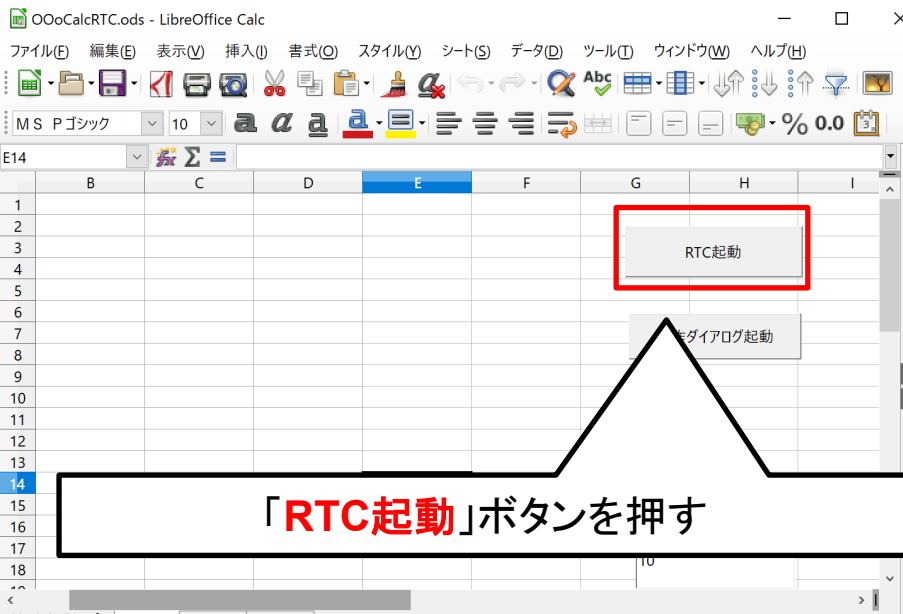 OOoCalcRTC.ods - LibreOffice Calc
ファイル(F) 編集(E) 表示(V) 挿入(I) 書式(O) スタイル(Y) シート(S) データ(D) ツール(T) ウィンドウ(W) ヘルプ(H)
Abc
ＭＳ Ｐゴシック 10 a a a a % 0.0
E14
B C D E F G H I
1
2
3
RTC起動
4
5
6
7
ダイアログ起動
8
9
10
11
12
13
14
15
「RTC起動」ボタンを押す
16
17
18
10